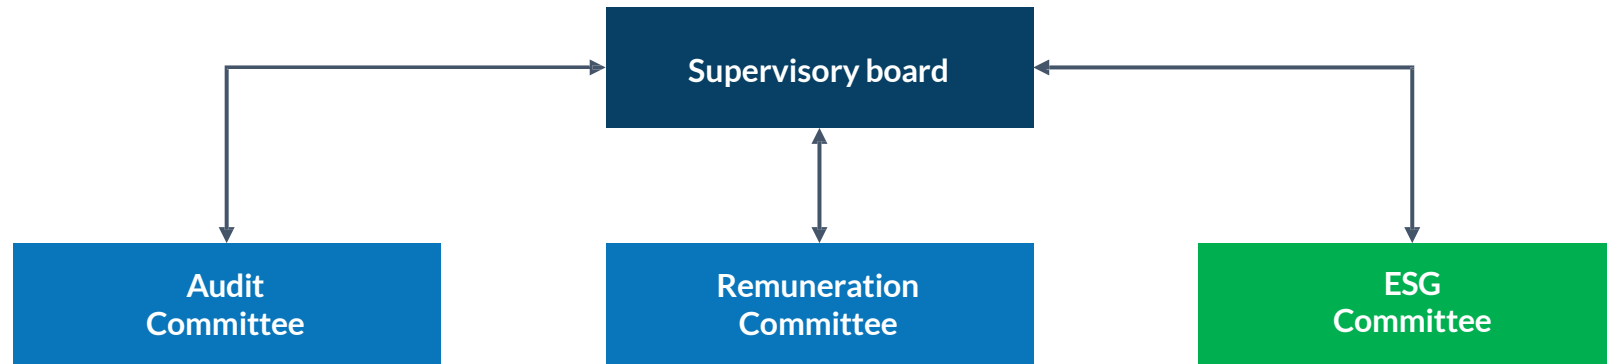 Supervisory board
Audit
Committee
Remuneration
Committee
ESG
Committee